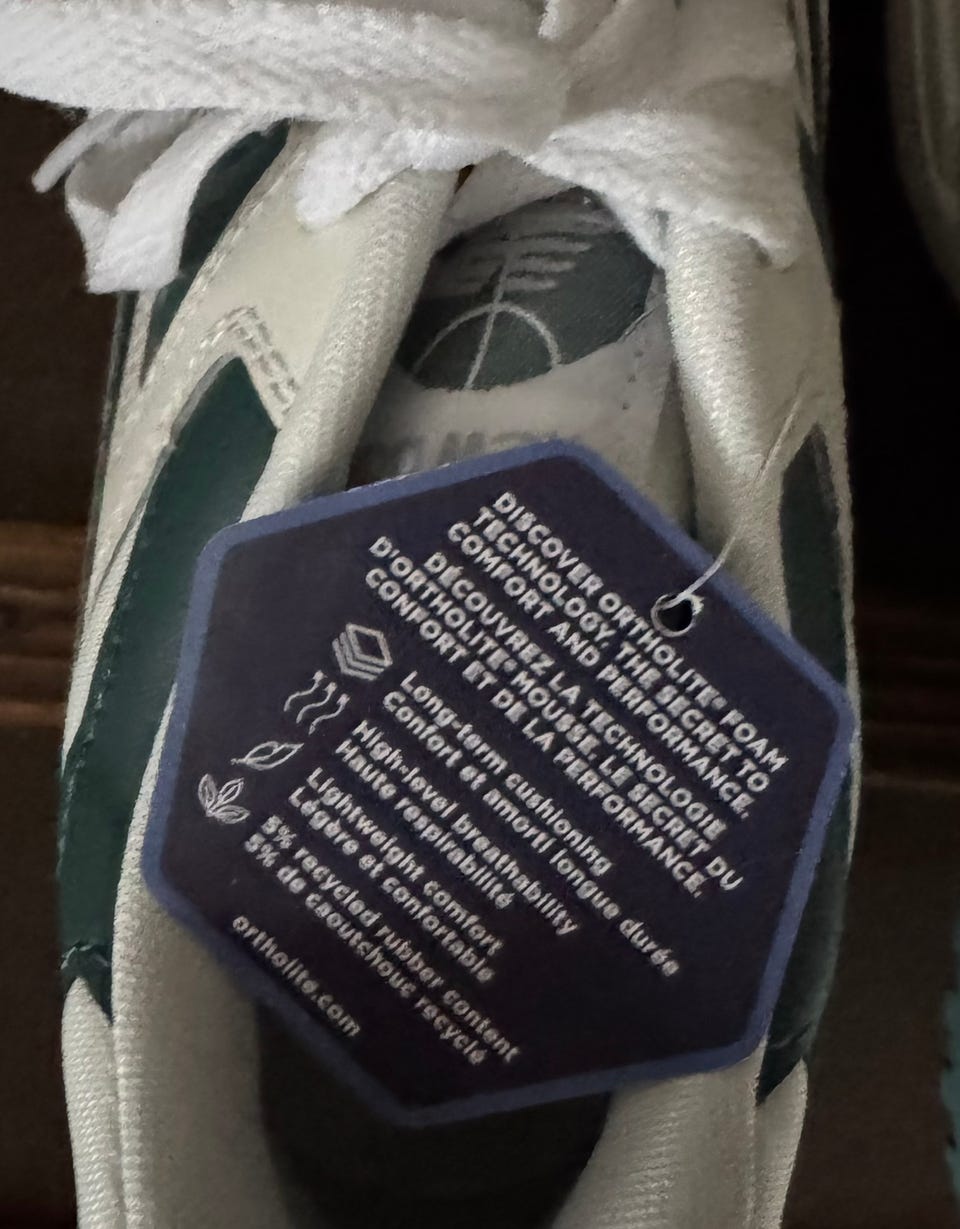 DISCOVER ORTHOLITE® FOAM
TECHNOLOGY, THE SECRET TO
COMFORT AND PERFORMANCE.
DÉCOUVREZ LA TECHNOLOGIE
D'ORTHOLITE® MOUSSE, LE SECRET DU
CONFORT ET DE LA PERFORMANCE.
Long-term cushioning
Confort et amorti longue durée
High-level breathability
Haute respirabilité
Lightweight comfort
Légère et confortable
5% recycled rubber content
5% de caoutchouc recyclé
ortholite.com